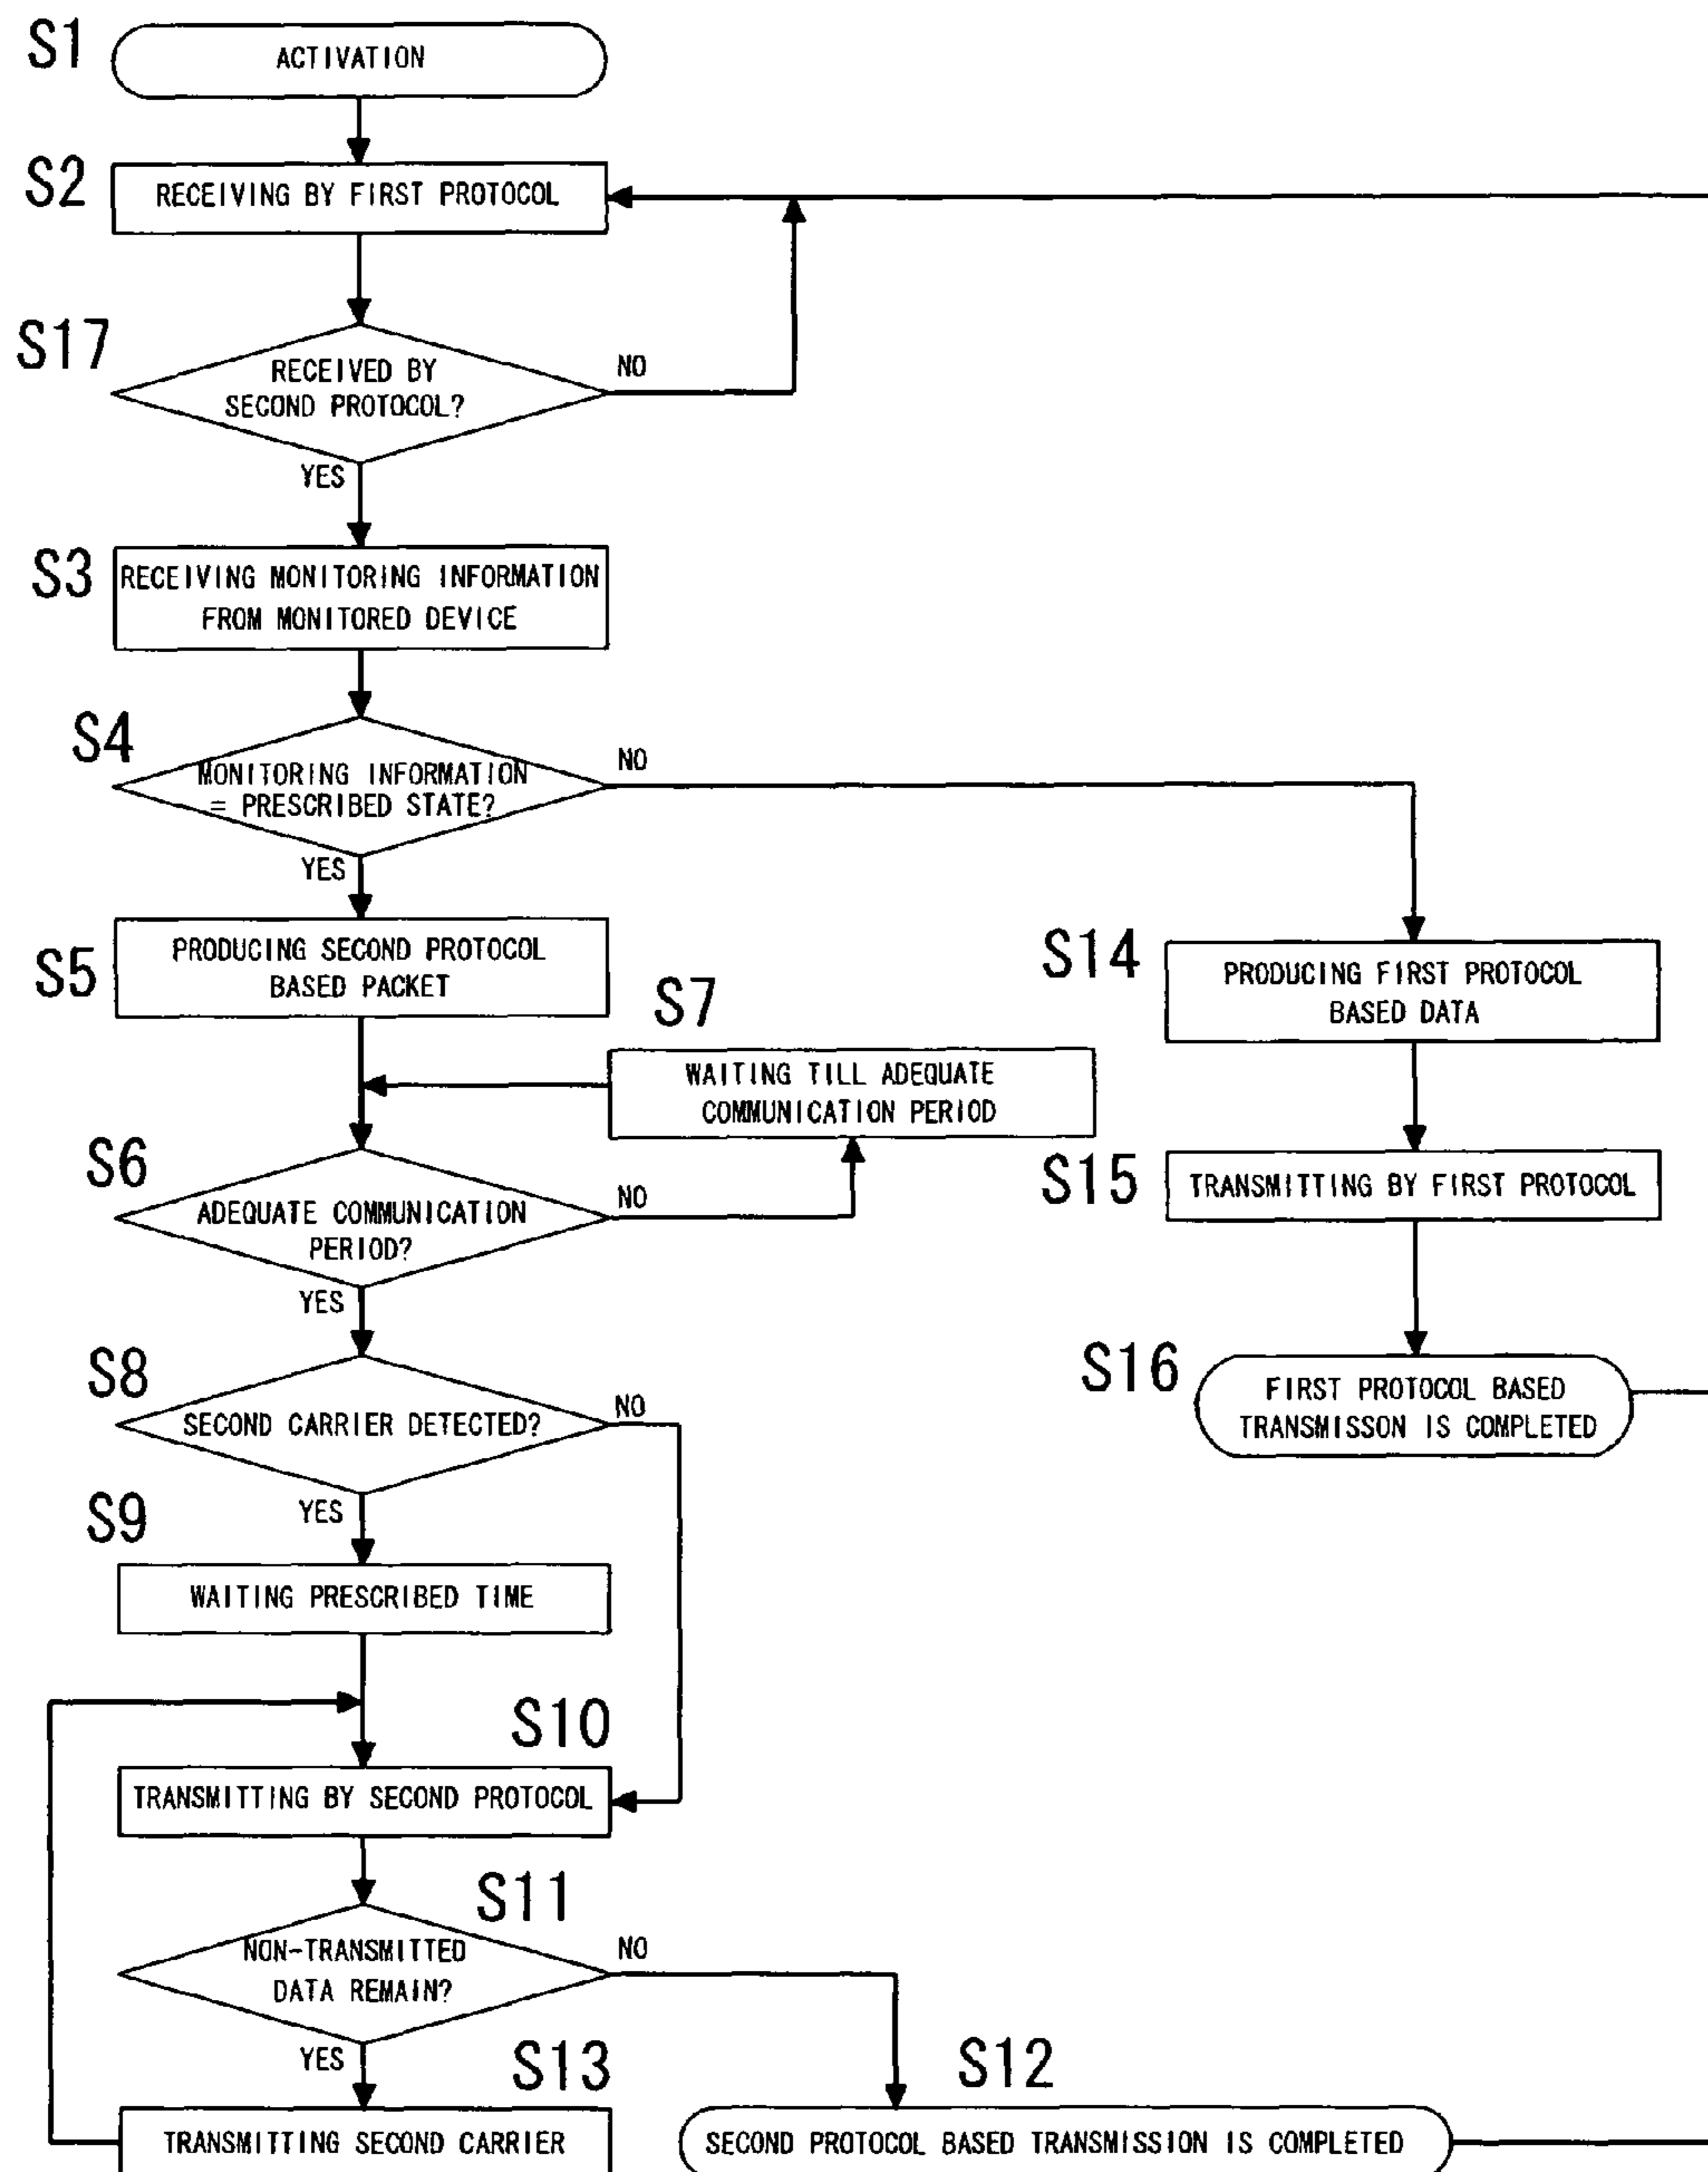 S1
ACTIVATION
S2
RECEIVING BY FIRST PROTOCOL
S17
RECEIVED BY
SECOND PROTOCOL?
NO
YES
S3
RECEIVING MONITORING INFORMATION
FROM MONITORED DEVICE
S4
MONITORING INFORMATION
= PRESCRIBED STATE?
NO
YES
S5
PRODUCING SECOND PROTOCOL
BASED PACKET
S14
PRODUCING FIRST PROTOCOL
BASED DATA
S7
WAITING TILL ADEQUATE
COMMUNICATION PERIOD
S6
ADEQUATE COMMUNICATION
PERIOD?
NO
YES
S15
TRANSMITTING BY FIRST PROTOCOL
S8
SECOND CARRIER DETECTED?
NO
YES
S16
FIRST PROTOCOL BASED
TRANSMISSON IS COMPLETED
S9
WAITING PRESCRIBED TIME
S10
TRANSMITTING BY SECOND PROTOCOL
S11
NON-TRANSMITTED
DATA REMAIN?
NO
YES
S13
TRANSMITTING SECOND CARRIER
S12
SECOND PROTOCOL BASED TRANSMISSION IS COMPLETED